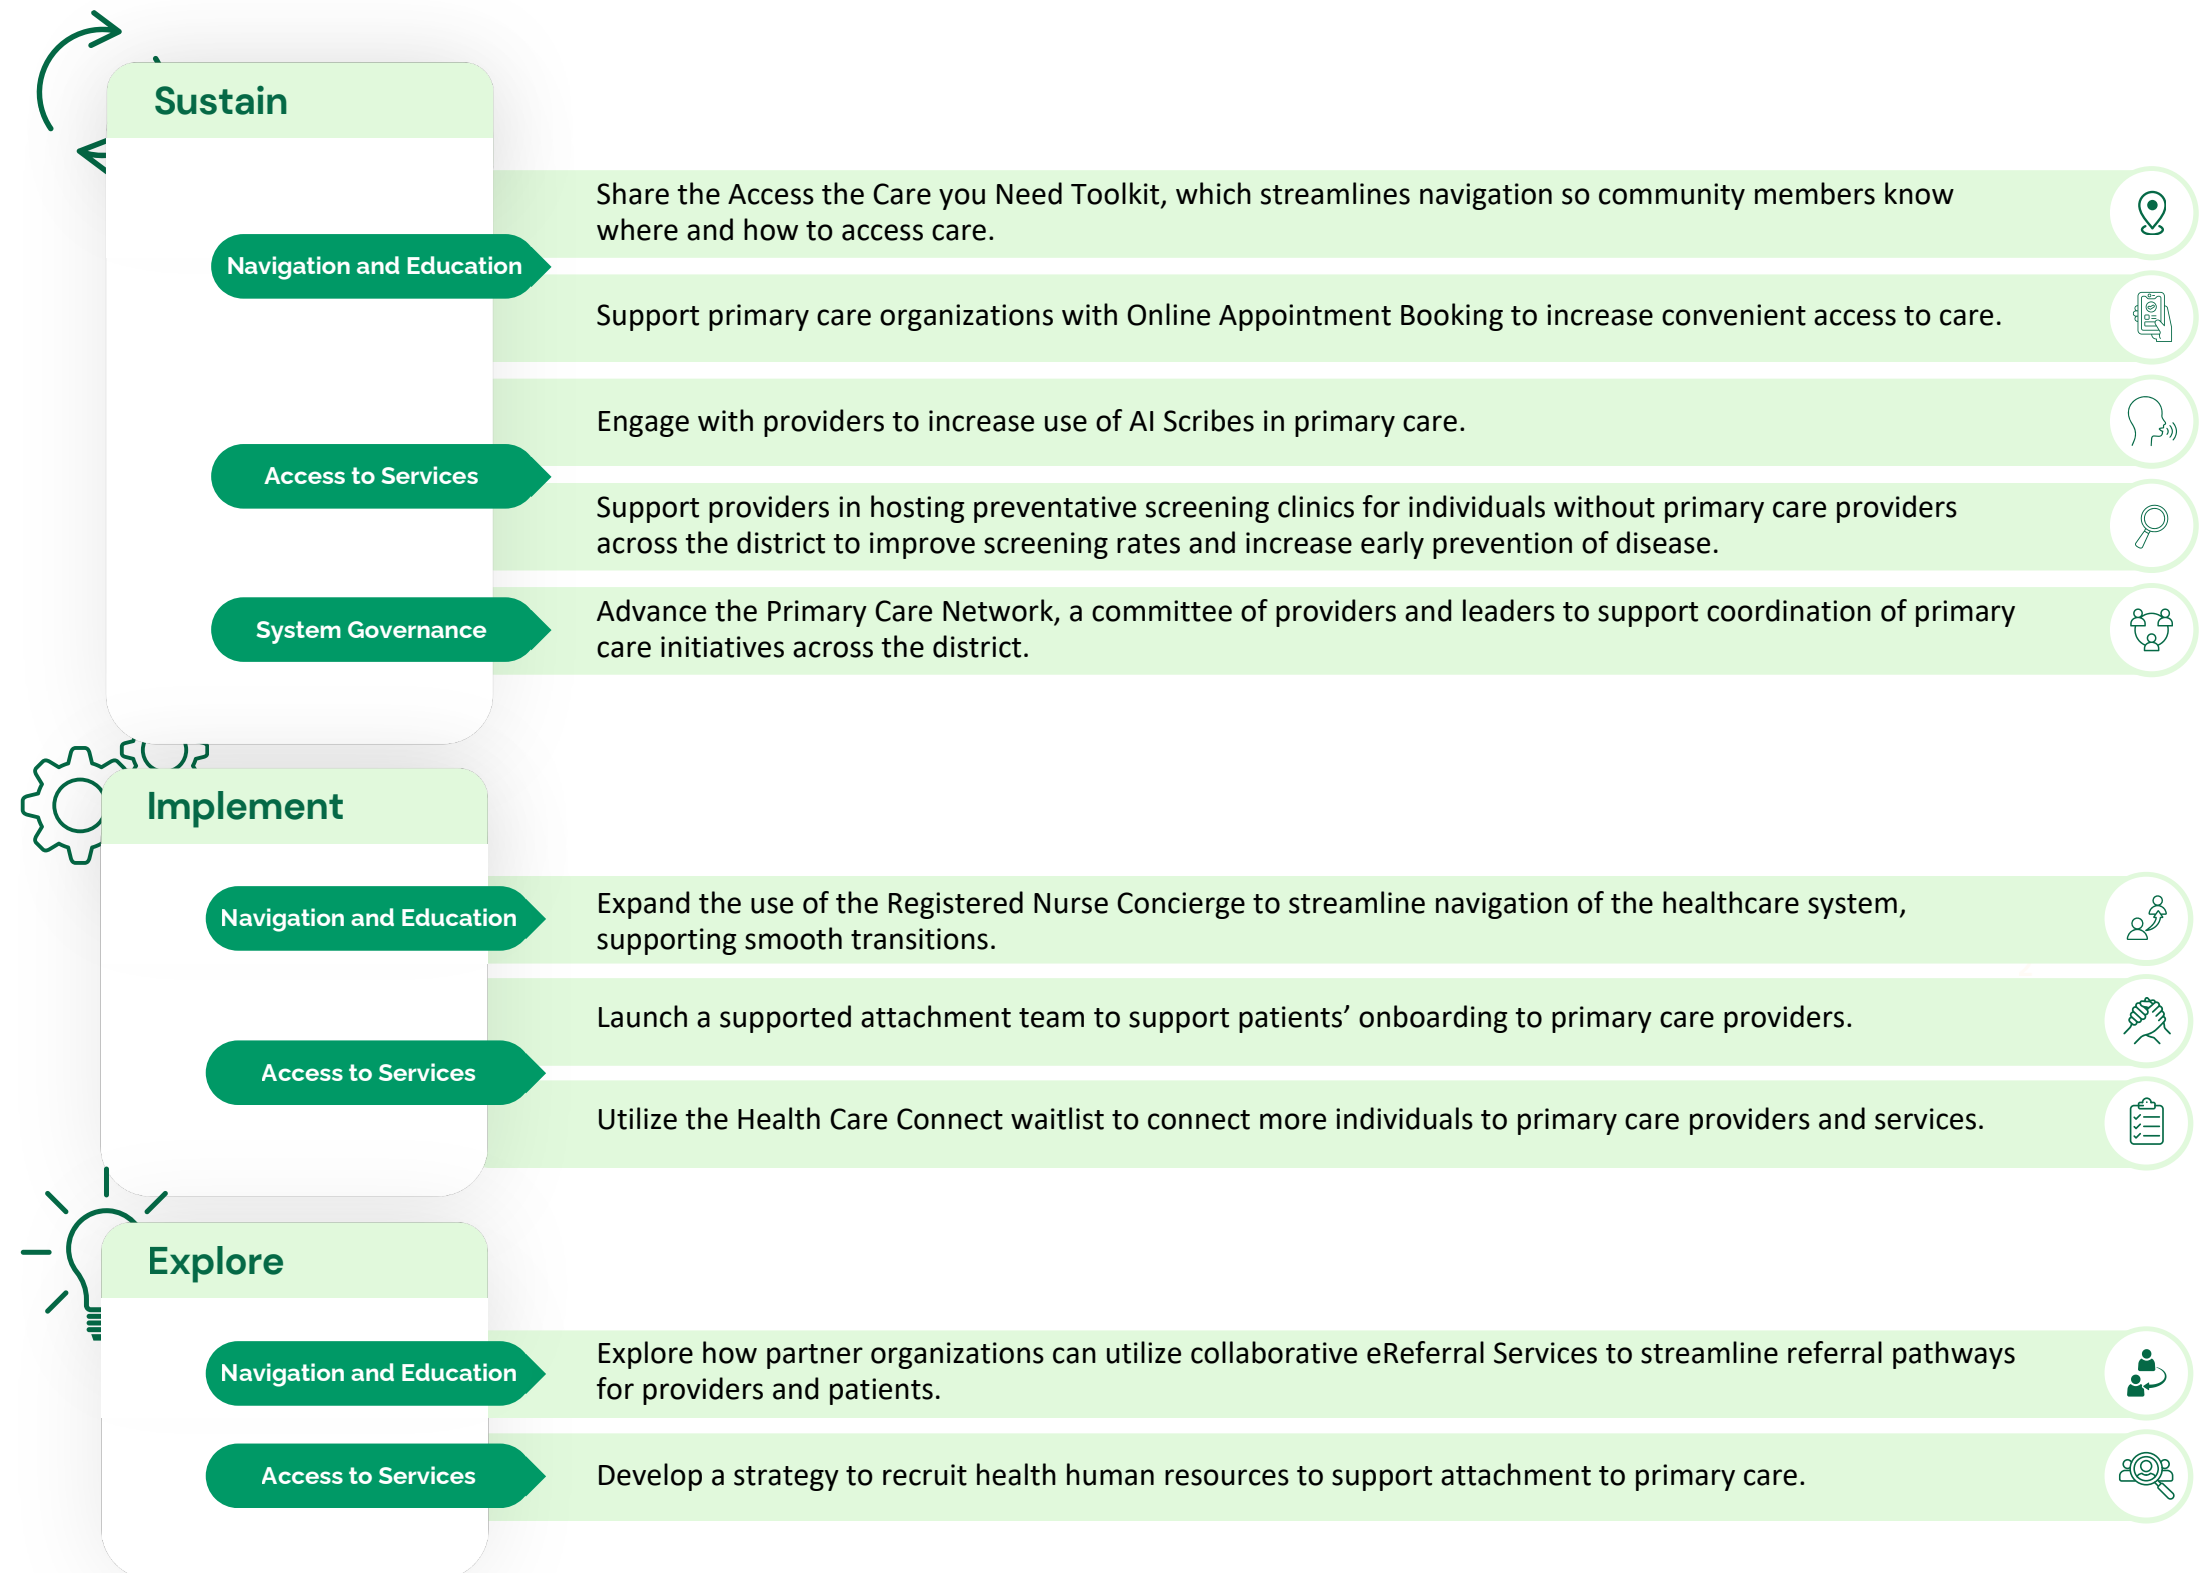 Sustain
Share the Access the Care you Need Toolkit, which streamlines navigation so community members know
where and how to access care.
Navigation and Education
Support primary care organizations with Online Appointment Booking to increase convenient access to care.
Engage with providers to increase use of AI Scribes in primary care.
Access to Services
Support providers in hosting preventative screening clinics for individuals without primary care providers
across the district to improve screening rates and increase early prevention of disease.
System Governance
Advance the Primary Care Network, a committee of providers and leaders to support coordination of primary
care initiatives across the district.
Implement
Navigation and Education
Expand the use of the Registered Nurse Concierge to streamline navigation of the healthcare system,
supporting smooth transitions.
Launch a supported attachment team to support patients’ onboarding to primary care providers.
Access to Services
Utilize the Health Care Connect waitlist to connect more individuals to primary care providers and services.
Explore
Navigation and Education
Explore how partner organizations can utilize collaborative eReferral Services to streamline referral pathways
for providers and patients.
Access to Services
Develop a strategy to recruit health human resources to support attachment to primary care.